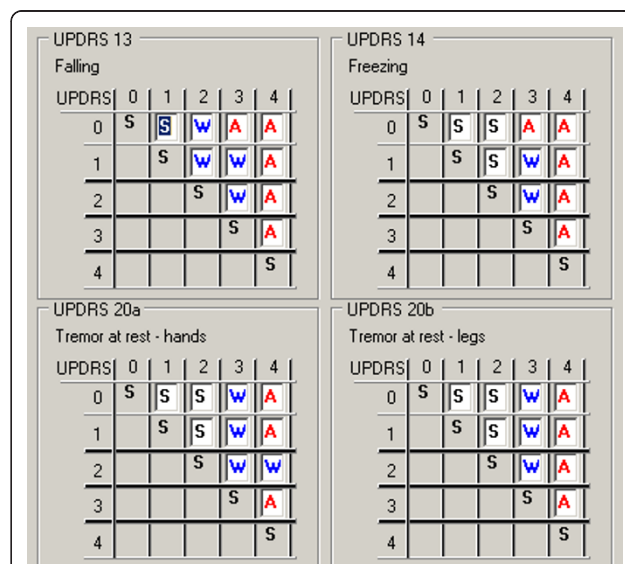 UPDRS 13
Falling
UPDRS 0 1 2 3 4
0 S S W A A
1 S W W A
2 S W A
3 S A
4 S
UPDRS 14
Freezing
UPDRS 0 1 2 3 4
0 S S S A A
1 S S W A
2 S W A
3 S A
4 S
UPDRS 20a
Tremor at rest - hands
UPDRS 0 1 2 3 4
0 S S S W A
1 S S W A
2 S W W
3 S A
4 S
UPDRS 20b
Tremor at rest - legs
UPDRS 0 1 2 3 4
0 S S S W A
1 S S W A
2 S W A
3 S A
4 S